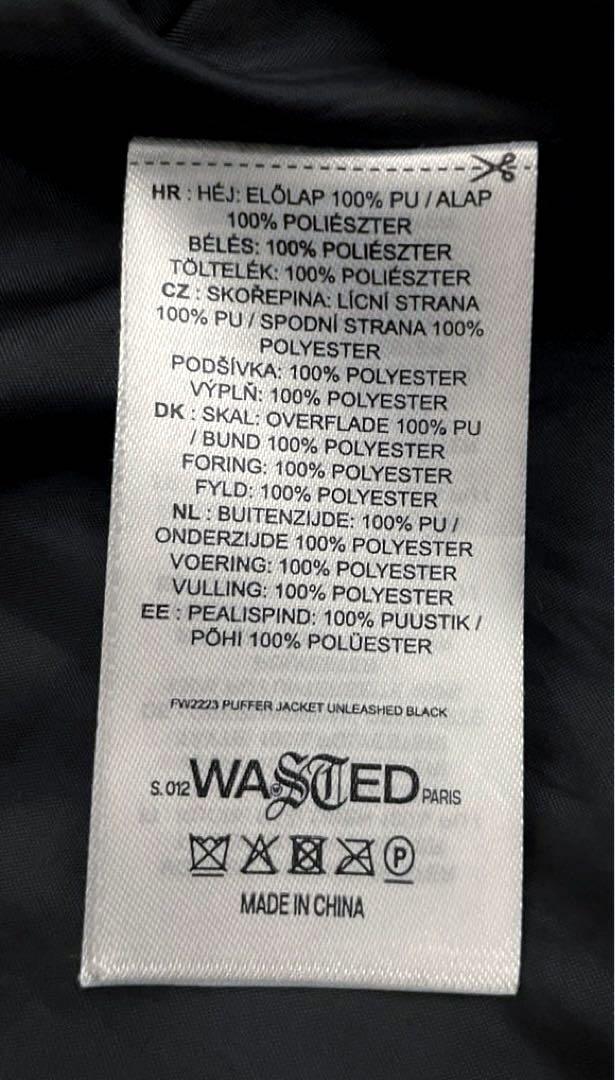 HR : HÉJ: ELŐLAP 100% PU / ALAP
100% POLIÉSZTER
BÉLÉS: 100% POLIÉSZTER
TÖLTELÉK: 100% POLIÉSZTER
CZ : SKOŘEPINA: LÍCNÍ STRANA
100% PU / SPODNÍ STRANA 100%
POLYESTER
PODŠÍVKA: 100% POLYESTER
VÝPLŇ: 100% POLYESTER
DK : SKAL: OVERFLADE 100% PU
/ BUND 100% POLYESTER
FORING: 100% POLYESTER
FYLD: 100% POLYESTER
NL : BUITENZIJDE: 100% PU /
ONDERZIJDE 100% POLYESTER
VOERING: 100% POLYESTER
VULLING: 100% POLYESTER
EE : PEALISPIND: 100% PUUSTIK /
PÕHI 100% POLÜESTER
FW2223 PUFFER JACKET UNLEASHED BLACK
S. 012 WASTED PARIS
P
MADE IN CHINA